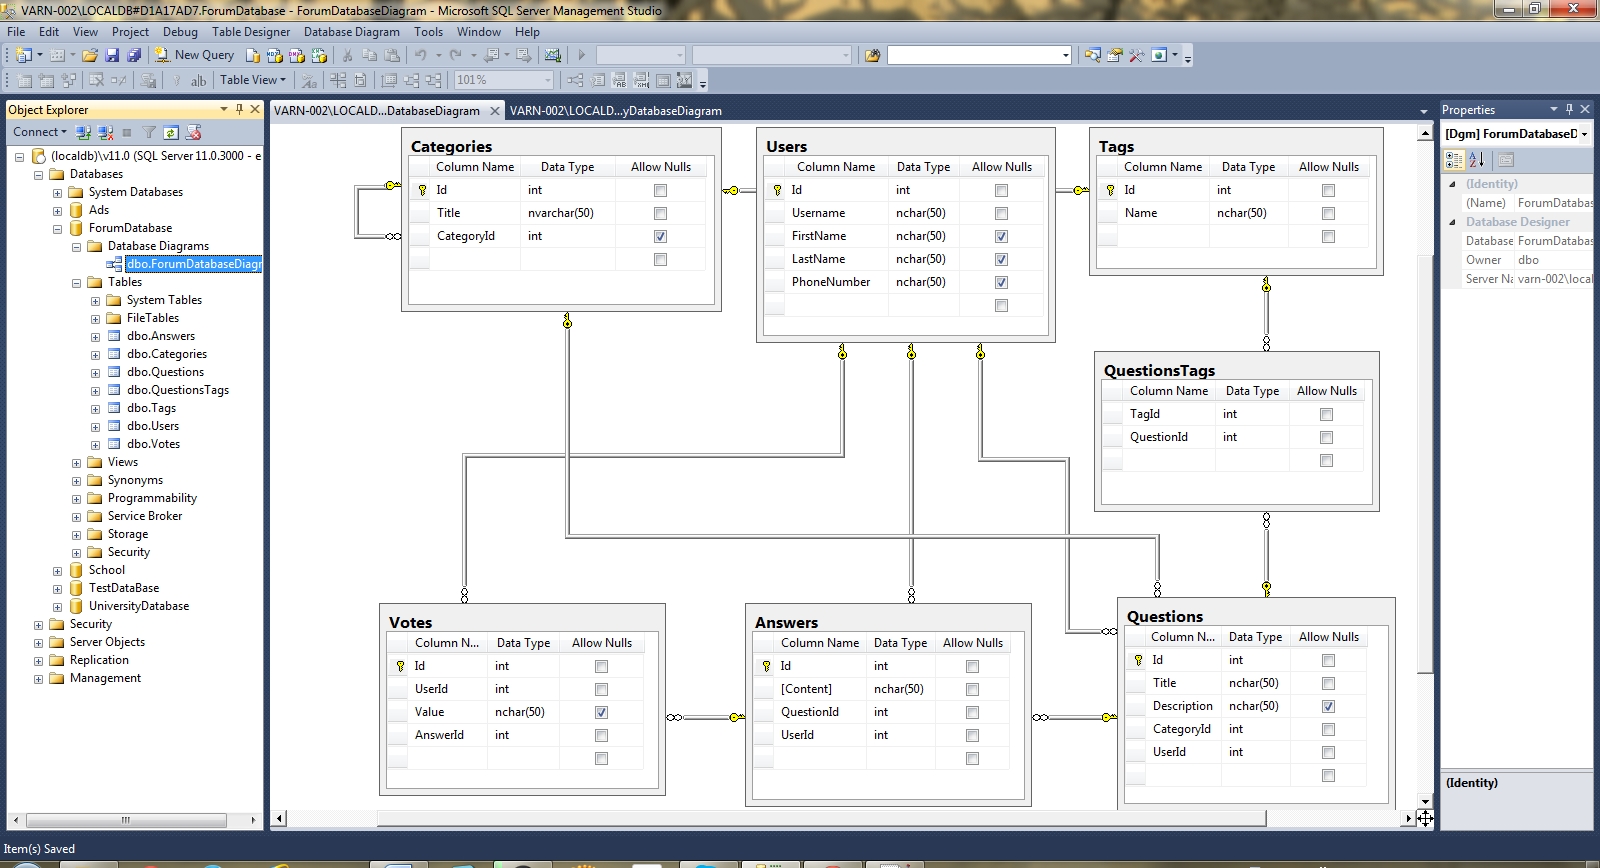 VARN-002\LOCALDB#D1A17AD7.ForumDatabase - ForumDatabaseDiagram - Microsoft SQL Server Management Studio
File Edit View Project Debug Table Designer Database Diagram Tools Window Help
New Query
Table View 101%
Object Explorer
Connect
(localdb)\v11.0 (SQL Server 11.0.3000 - e
Databases
System Databases
Ads
ForumDatabase
Database Diagrams
dbo.ForumDatabaseDiagr
Tables
System Tables
FileTables
dbo.Answers
dbo.Categories
dbo.Questions
dbo.QuestionsTags
dbo.Tags
dbo.Users
dbo.Votes
Views
Synonyms
Programmability
Service Broker
Storage
Security
School
TestDataBase
UniversityDatabase
Security
Server Objects
Replication
Management
VARN-002\LOCALD...DatabaseDiagram VARN-002\LOCALD...yDatabaseDiagram
Categories
Column Name Data Type Allow Nulls
Id int
Title nvarchar(50)
CategoryId int
Users
Column Name Data Type Allow Nulls
Id int
Username nchar(50)
FirstName nchar(50)
LastName nchar(50)
PhoneNumber nchar(50)
Tags
Column Name Data Type Allow Nulls
Id int
Name nchar(50)
QuestionsTags
Column Name Data Type Allow Nulls
TagId int
QuestionId int
Votes
Column N... Data Type Allow Nulls
Id int
UserId int
Value nchar(50)
AnswerId int
Answers
Column Name Data Type Allow Nulls
Id int
[Content] nchar(50)
QuestionId int
UserId int
Questions
Column N... Data Type Allow Nulls
Id int
Title nchar(50)
Description nchar(50)
CategoryId int
UserId int
Properties
[Dgm] ForumDatabaseD
(Identity)
(Name) ForumDatabas
Database Designer
Database ForumDatabas
Owner dbo
Server Na varn-002\local
(Identity)
Item(s) Saved